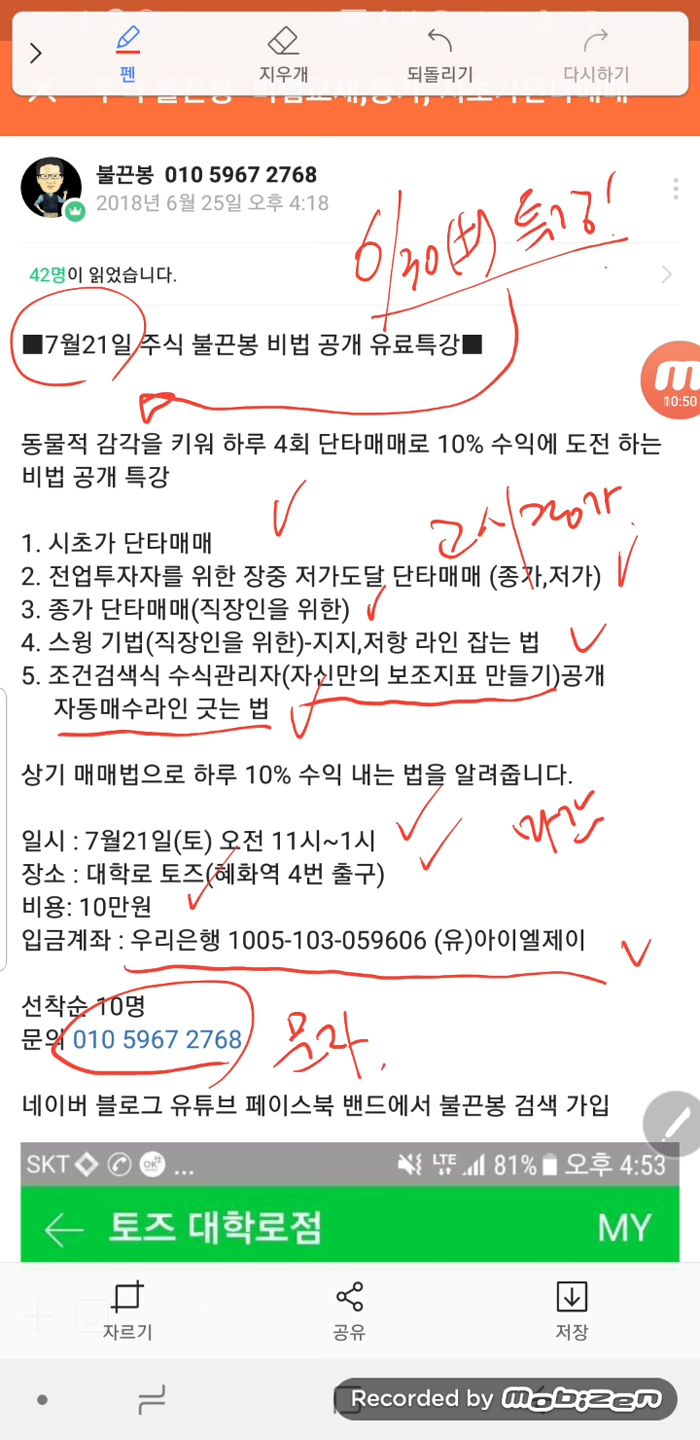 펜
지우개
되돌리기
다시하기
불끈봉 010 5967 2768
2018년 6월 25일 오후 4:18
6/30(토) 특강!
42명이 읽었습니다.
■7월21일 주식 불끈봉 비법 공개 유료특강■
10:50
동물적 감각을 키워 하루 4회 단타매매로 10% 수익에 도전 하는
비법 공개 특강
1. 시초가 단타매매
2. 전업투자자를 위한 장중 저가도달 단타매매 (종가,저가)
3. 종가 단타매매(직장인을 위한)
4. 스윙 기법(직장인을 위한)-지지,저항 라인 잡는 법
5. 조건검색식 수식관리자(자신만의 보조지표 만들기)공개
자동매수라인 긋는 법
상기 매매법으로 하루 10% 수익 내는 법을 알려줍니다.
마감
일시 : 7월21일(토) 오전 11시~1시
장소 : 대학로 토즈(혜화역 4번 출구)
비용: 10만원
입금계좌 : 우리은행 1005-103-059606 (유)아이엘제이
선착순 10명
문의 010 5967 2768
문자.
네이버 블로그 유튜브 페이스북 밴드에서 불끈봉 검색 가입
SKT ... LTE 81% 오후 4:53
토즈 대학로점 MY
자르기
공유
저장
Recorded by mobizen